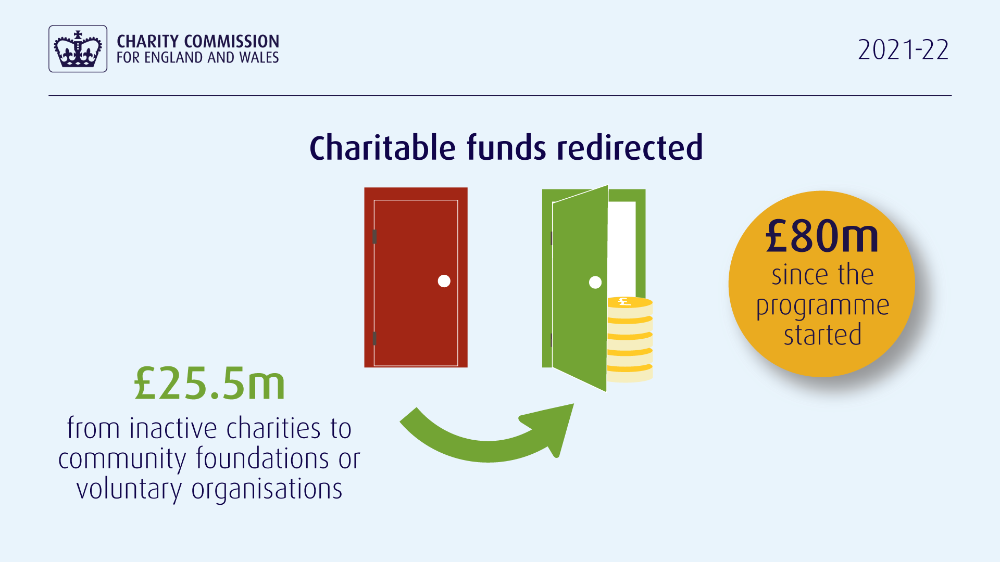 CHARITY COMMISSION
FOR ENGLAND AND WALES
2021-22
Charitable funds redirected
£
£80m
since the
programme
started
£25.5m
from inactive charities to
community foundations or
voluntary organisations